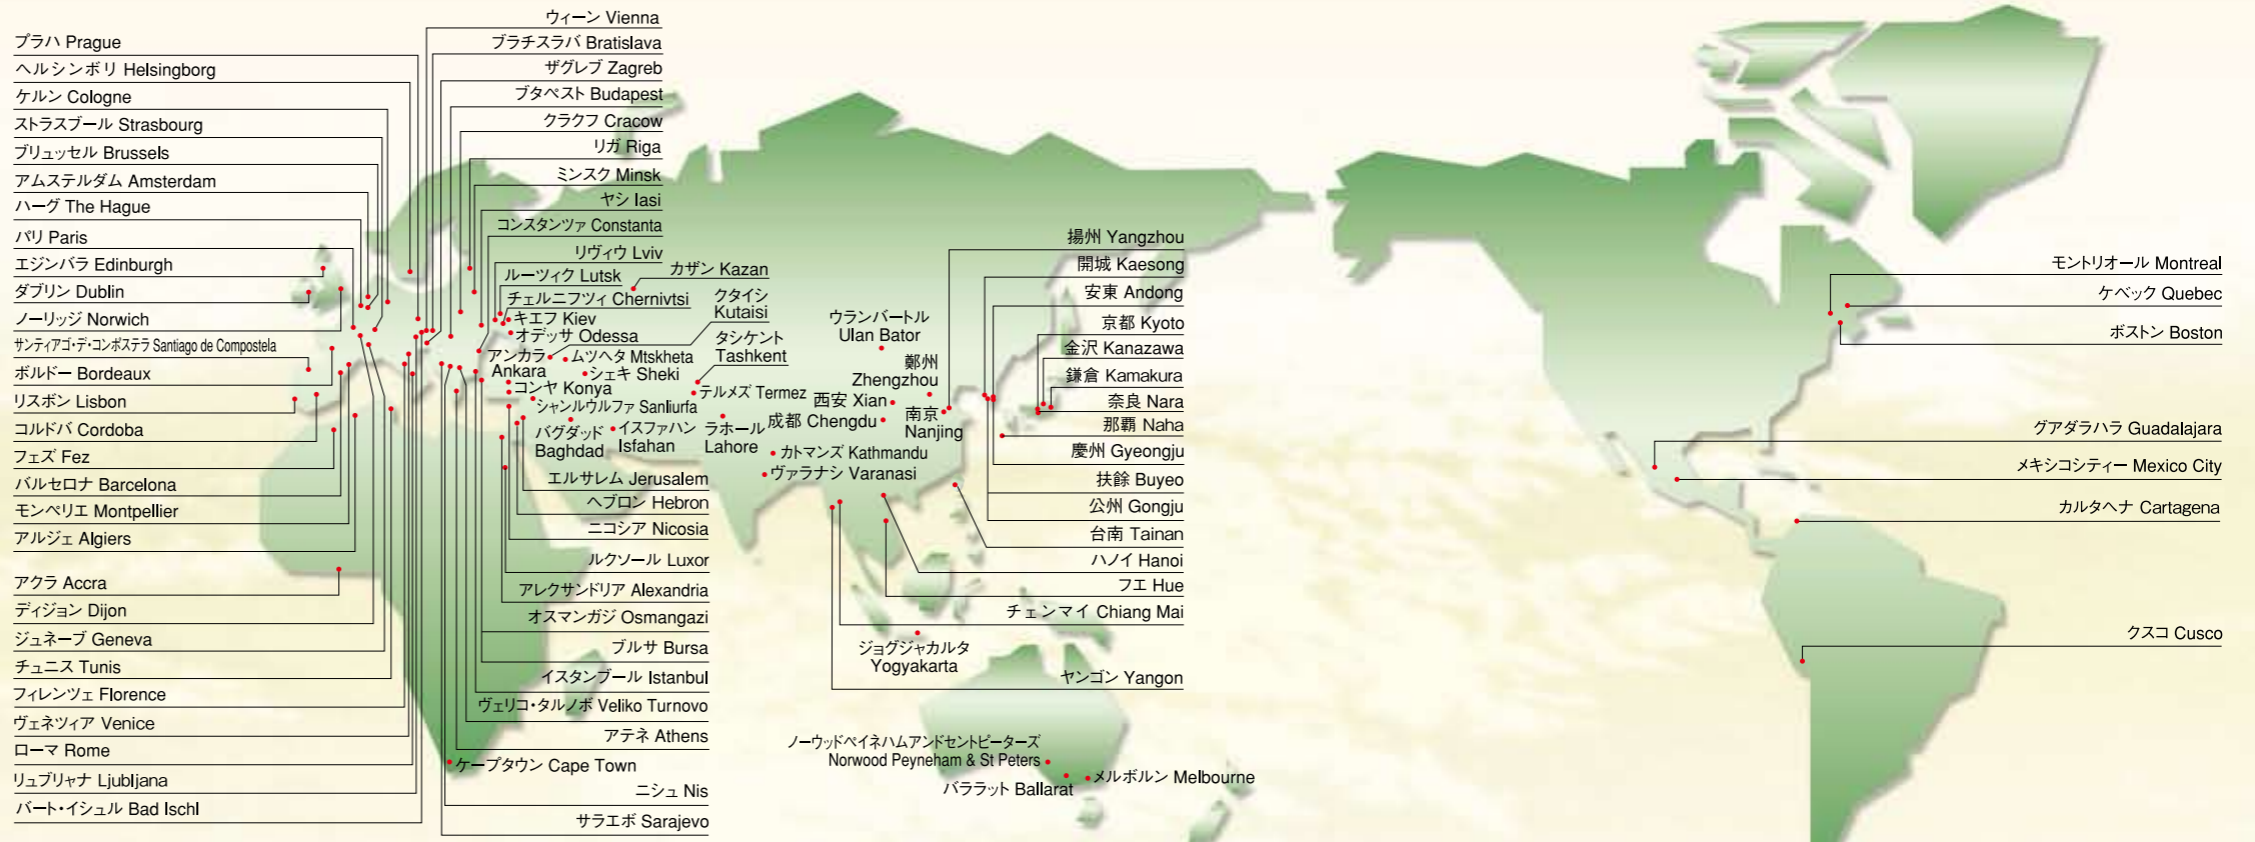 プラハ Prague
ヘルシンボリ Helsingborg
ケルン Cologne
ストラスブール Strasbourg
ブリュッセル Brussels
アムステルダム Amsterdam
ハーグ The Hague
パリ Paris
エジンバラ Edinburgh
ダブリン Dublin
ノーリッジ Norwich
サンティアゴ・デ・コンポステラ Santiago de Compostela
ボルドー Bordeaux
リスボン Lisbon
コルドバ Cordoba
フェズ Fez
バルセロナ Barcelona
モンペリエ Montpellier
アルジェ Algiers
アクラ Accra
ディジョン Dijon
ジュネーブ Geneva
チュニス Tunis
フィレンツェ Florence
ヴェネツィア Venice
ローマ Rome
リュブリャナ Ljubljana
バート・イシュル Bad Ischl
ウィーン Vienna
ブラチスラバ Bratislava
ザグレブ Zagreb
ブタペスト Budapest
クラクフ Cracow
リガ Riga
ミンスク Minsk
ヤシ Iasi
コンスタンツァ Constanta
リヴィウ Lviv
ルーツィク Lutsk
チェルニフツィ Chernivtsi
キエフ Kiev
オデッサ Odessa
カザン Kazan
クタイシ
Kutaisi
タシケント
Tashkent
アンカラ
Ankara
ムツヘタ Mtskheta
シェキ Sheki
コンヤ Konya
シャンルウルファ Sanliurfa
テルメズ Termez
バグダッド
Baghdad
イスファハン
Isfahan
ラホール
Lahore
カトマンズ Kathmandu
ヴァラナシ Varanasi
エルサレム Jerusalem
ヘブロン Hebron
ニコシア Nicosia
ルクソール Luxor
アレクサンドリア Alexandria
オスマンガジ Osmangazi
ブルサ Bursa
イスタンブール Istanbul
ヴェリコ・タルノボ Veliko Turnovo
アテネ Athens
ケープタウン Cape Town
ニシュ Nis
サラエボ Sarajevo
ウランバートル
Ulan Bator
鄭州
Zhengzhou
西安 Xian
成都 Chengdu
南京
Nanjing
揚州 Yangzhou
開城 Kaesong
安東 Andong
京都 Kyoto
金沢 Kanazawa
鎌倉 Kamakura
奈良 Nara
那覇 Naha
慶州 Gyeongju
扶餘 Buyeo
公州 Gongju
台南 Tainan
ハノイ Hanoi
フエ Hue
チェンマイ Chiang Mai
ジョグジャカルタ
Yogyakarta
ヤンゴン Yangon
ノーウッドペイネハムアンドセントピーターズ
Norwood Peyneham & St Peters
メルボルン Melbourne
バララット Ballarat
モントリオール Montreal
ケベック Quebec
ボストン Boston
グアダラハラ Guadalajara
メキシコシティー Mexico City
カルタヘナ Cartagena
クスコ Cusco